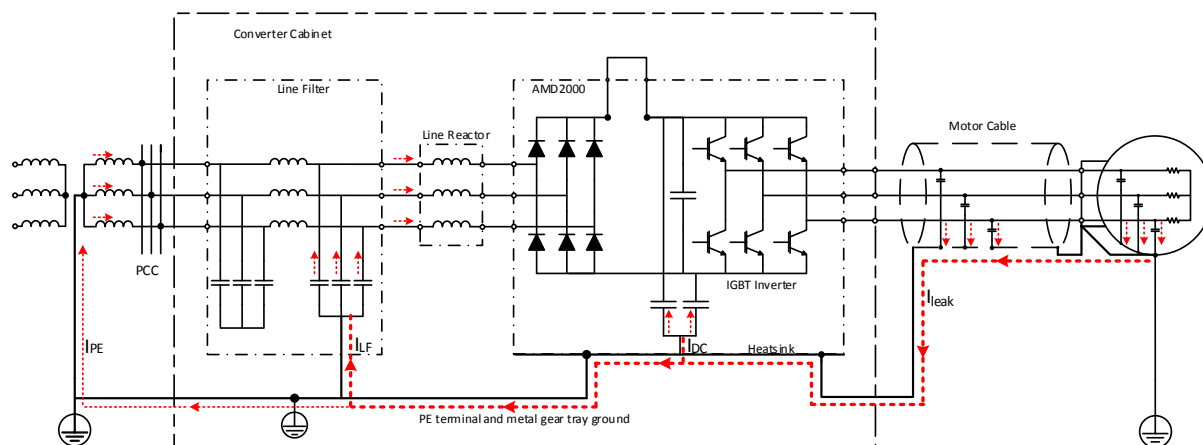 Converter Cabinet
Line Filter
AMD2000
Line Reactor
Motor Cable
PCC
IGBT Inverter
Ileak
IPE
ILF
IDC
Heatsink
PE terminal and metal gear tray ground